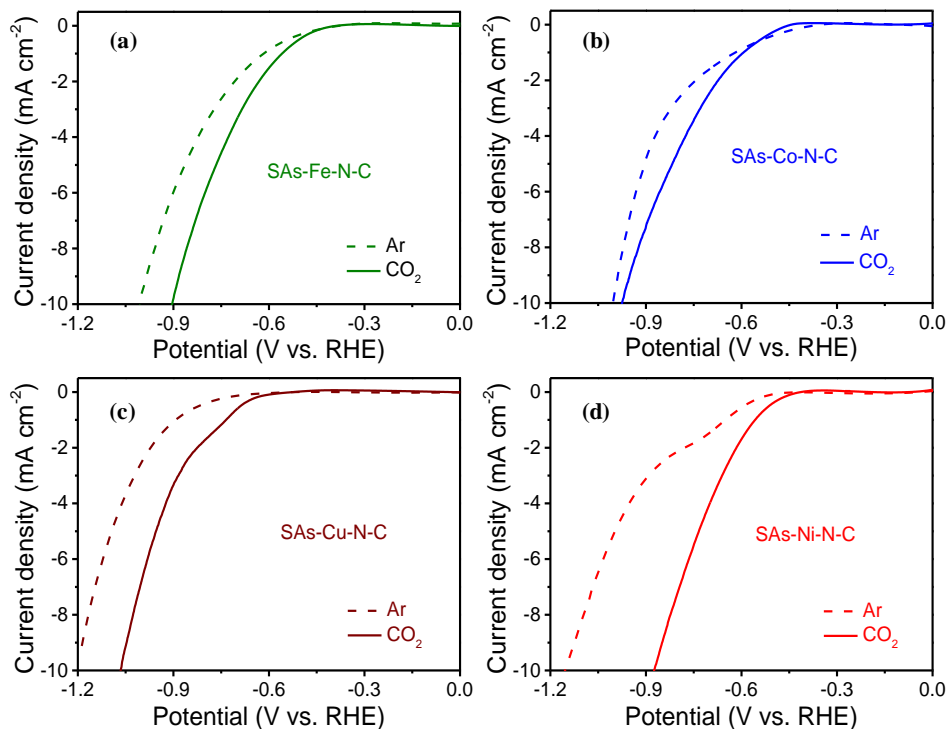 (a)
SAs-Fe-N-C
Ar
CO2
Current density (mA cm-2)
0
-2
-4
-6
-8
-10
-1.2 -0.9 -0.6 -0.3 0.0
Potential (V vs. RHE)
(b)
SAs-Co-N-C
Ar
CO2
Current density (mA cm-2)
0
-2
-4
-6
-8
-10
-1.2 -0.9 -0.6 -0.3 0.0
Potential (V vs. RHE)
(c)
SAs-Cu-N-C
Ar
CO2
Current density (mA cm-2)
0
-2
-4
-6
-8
-10
-1.2 -0.9 -0.6 -0.3 0.0
Potential (V vs. RHE)
(d)
SAs-Ni-N-C
Ar
CO2
Current density (mA cm-2)
0
-2
-4
-6
-8
-10
-1.2 -0.9 -0.6 -0.3 0.0
Potential (V vs. RHE)